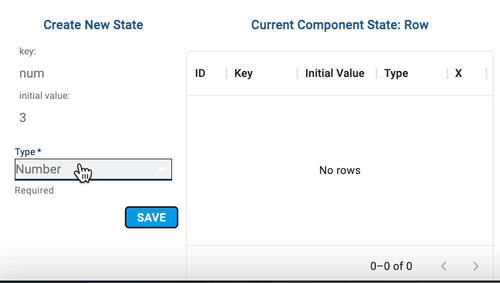 Create New State
Current Component State: Row
key:
num
initial value:
3
Type *
Number
Required
SAVE
ID Key Initial Value Type X
No rows
0–0 of 0